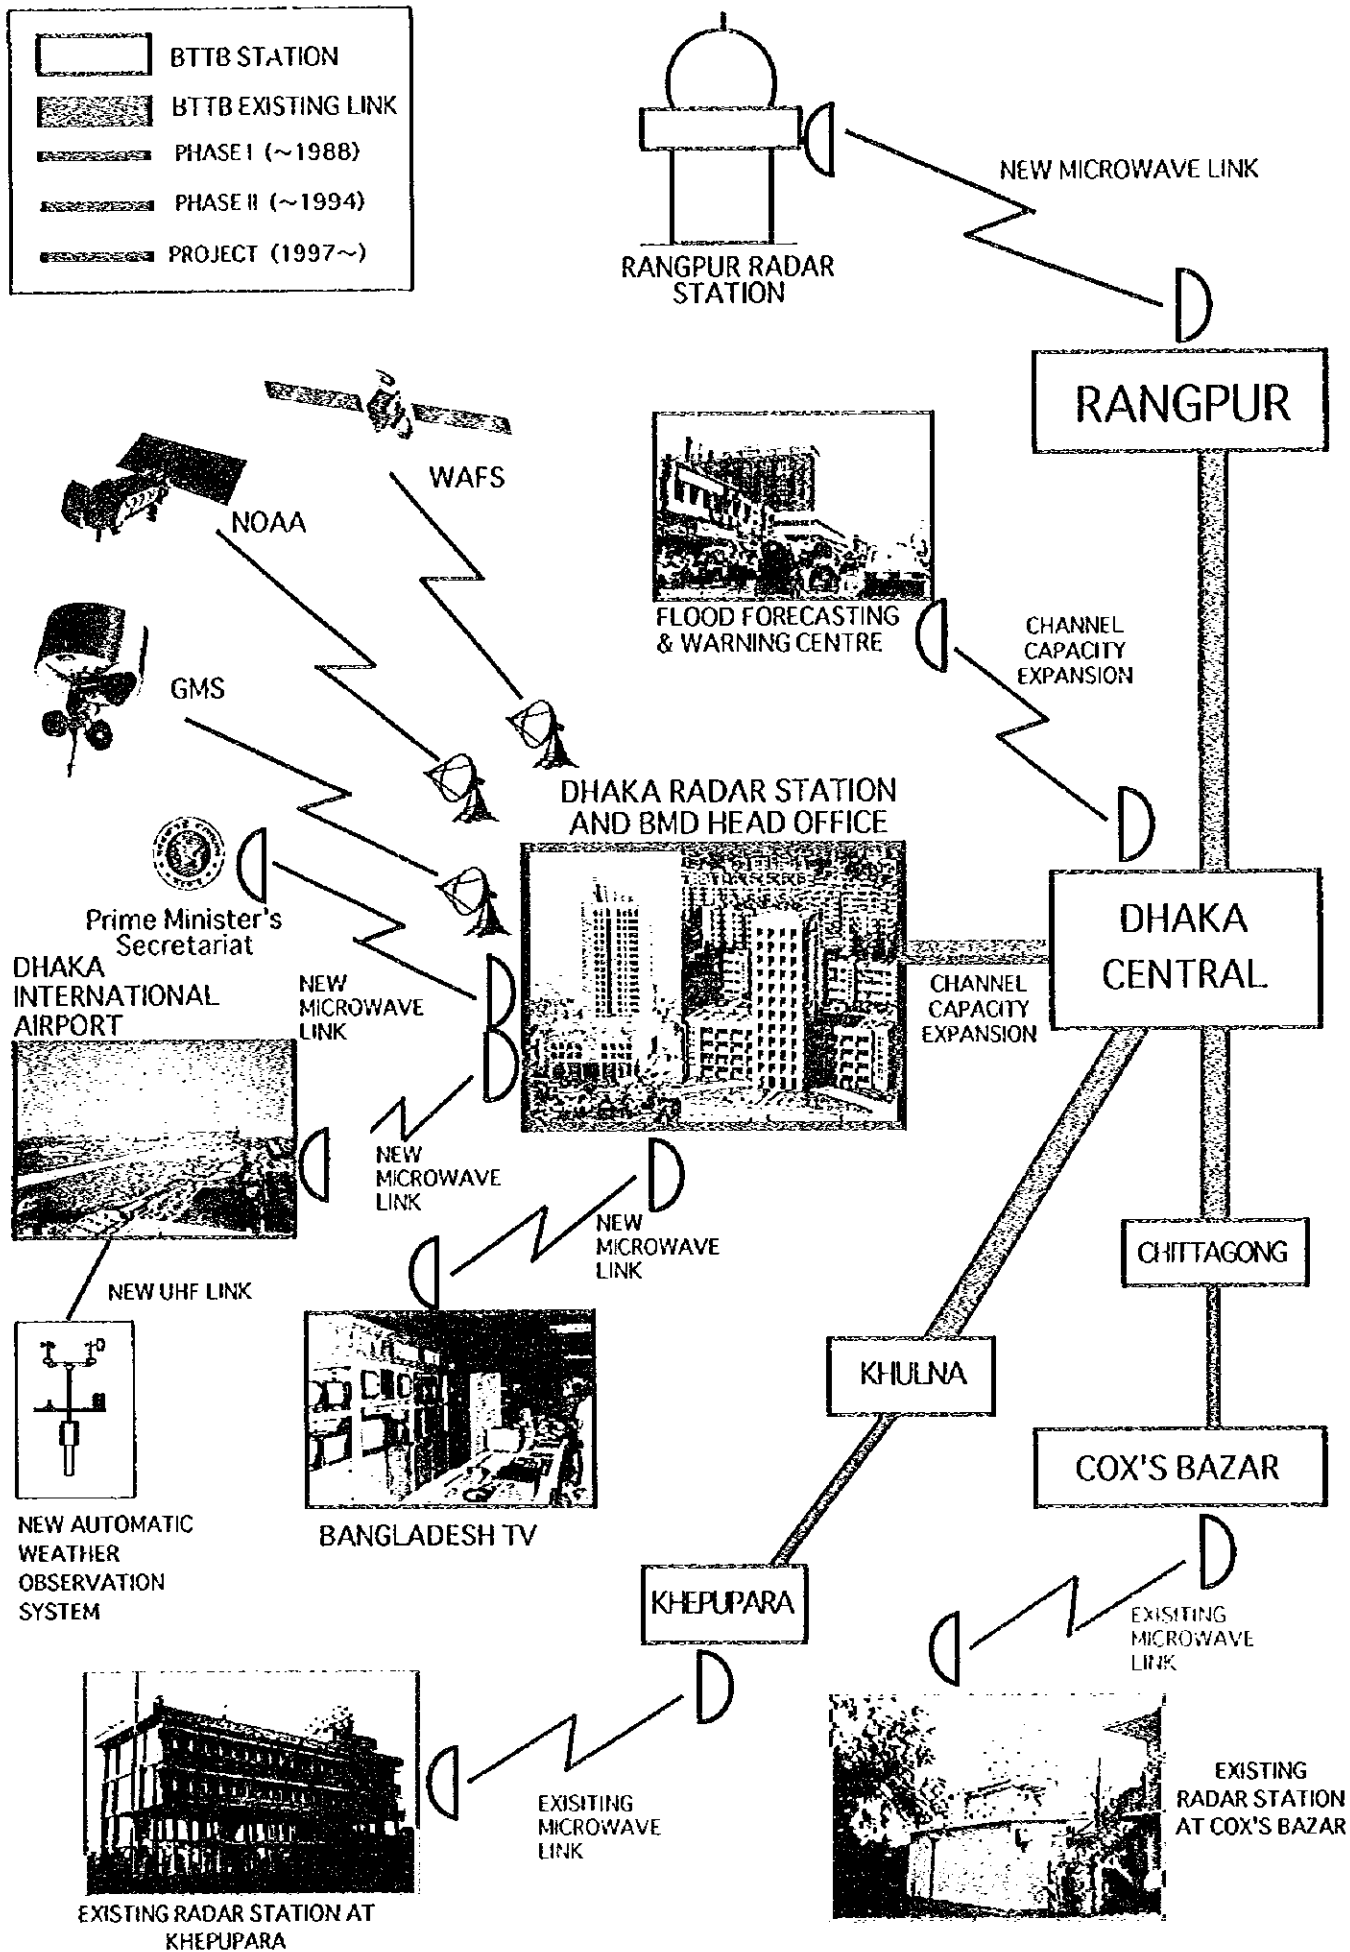 BTTB STATION
BTTB EXISTING LINK
PHASE I (~1988)
PHASE II (~1994)
PROJECT (1997~)
NEW MICROWAVE LINK
RANGPUR RADAR
STATION
RANGPUR
WAFS
NOAA
FLOOD FORECASTING
& WARNING CENTRE
CHANNEL
CAPACITY
EXPANSION
GMS
DHAKA RADAR STATION
AND BMD HEAD OFFICE
Prime Minister's
Secretariat
DHAKA
CENTRAL
DHAKA
INTERNATIONAL
AIRPORT
NEW
MICROWAVE
LINK
CHANNEL
CAPACITY
EXPANSION
NEW
MICROWAVE
LINK
NEW
MICROWAVE
LINK
CHITTAGONG
NEW UHF LINK
KHULNA
COX'S BAZAR
NEW AUTOMATIC
WEATHER
OBSERVATION
SYSTEM
BANGLADESH TV
KHEPUPARA
EXISITING
MICROWAVE
LINK
EXISITING
MICROWAVE
LINK
EXISTING
RADAR STATION
AT COX'S BAZAR
EXISTING RADAR STATION AT
KHEPUPARA